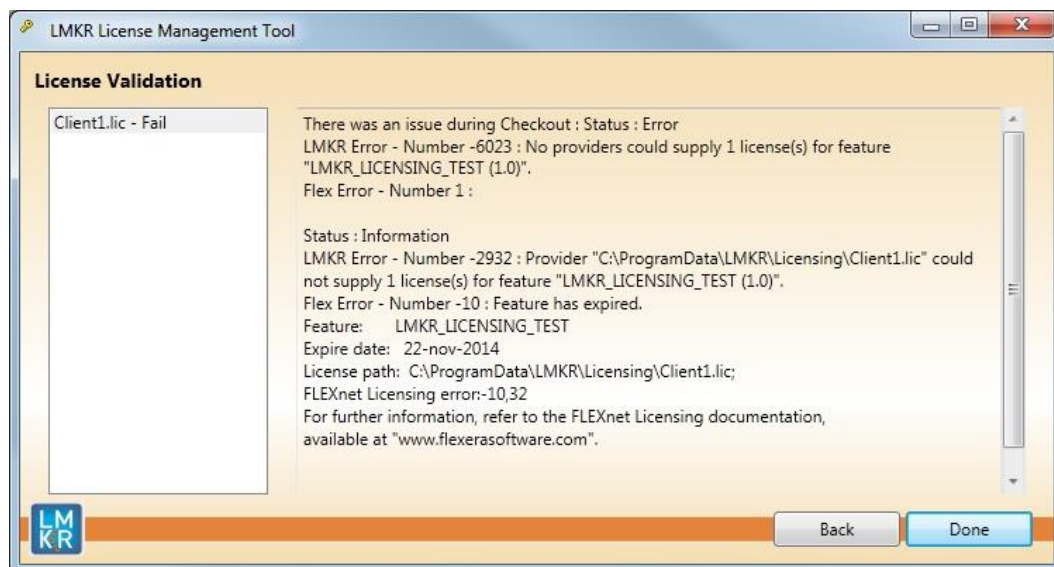 LMKR License Management Tool
License Validation
Client1.lic - Fail
There was an issue during Checkout : Status : Error
LMKR Error - Number -6023 : No providers could supply 1 license(s) for feature
"LMKR_LICENSING_TEST (1.0)".
Flex Error - Number 1 :
Status : Information
LMKR Error - Number -2932 : Provider "C:\ProgramData\LMKR\Licensing\Client1.lic" could
not supply 1 license(s) for feature "LMKR_LICENSING_TEST (1.0)".
Flex Error - Number -10 : Feature has expired.
Feature: LMKR_LICENSING_TEST
Expire date: 22-nov-2014
License path: C:\ProgramData\LMKR\Licensing\Client1.lic;
FLEXnet Licensing error:-10,32
For further information, refer to the FLEXnet Licensing documentation,
available at "www.flexerasoftware.com".
LM
KR
Back
Done